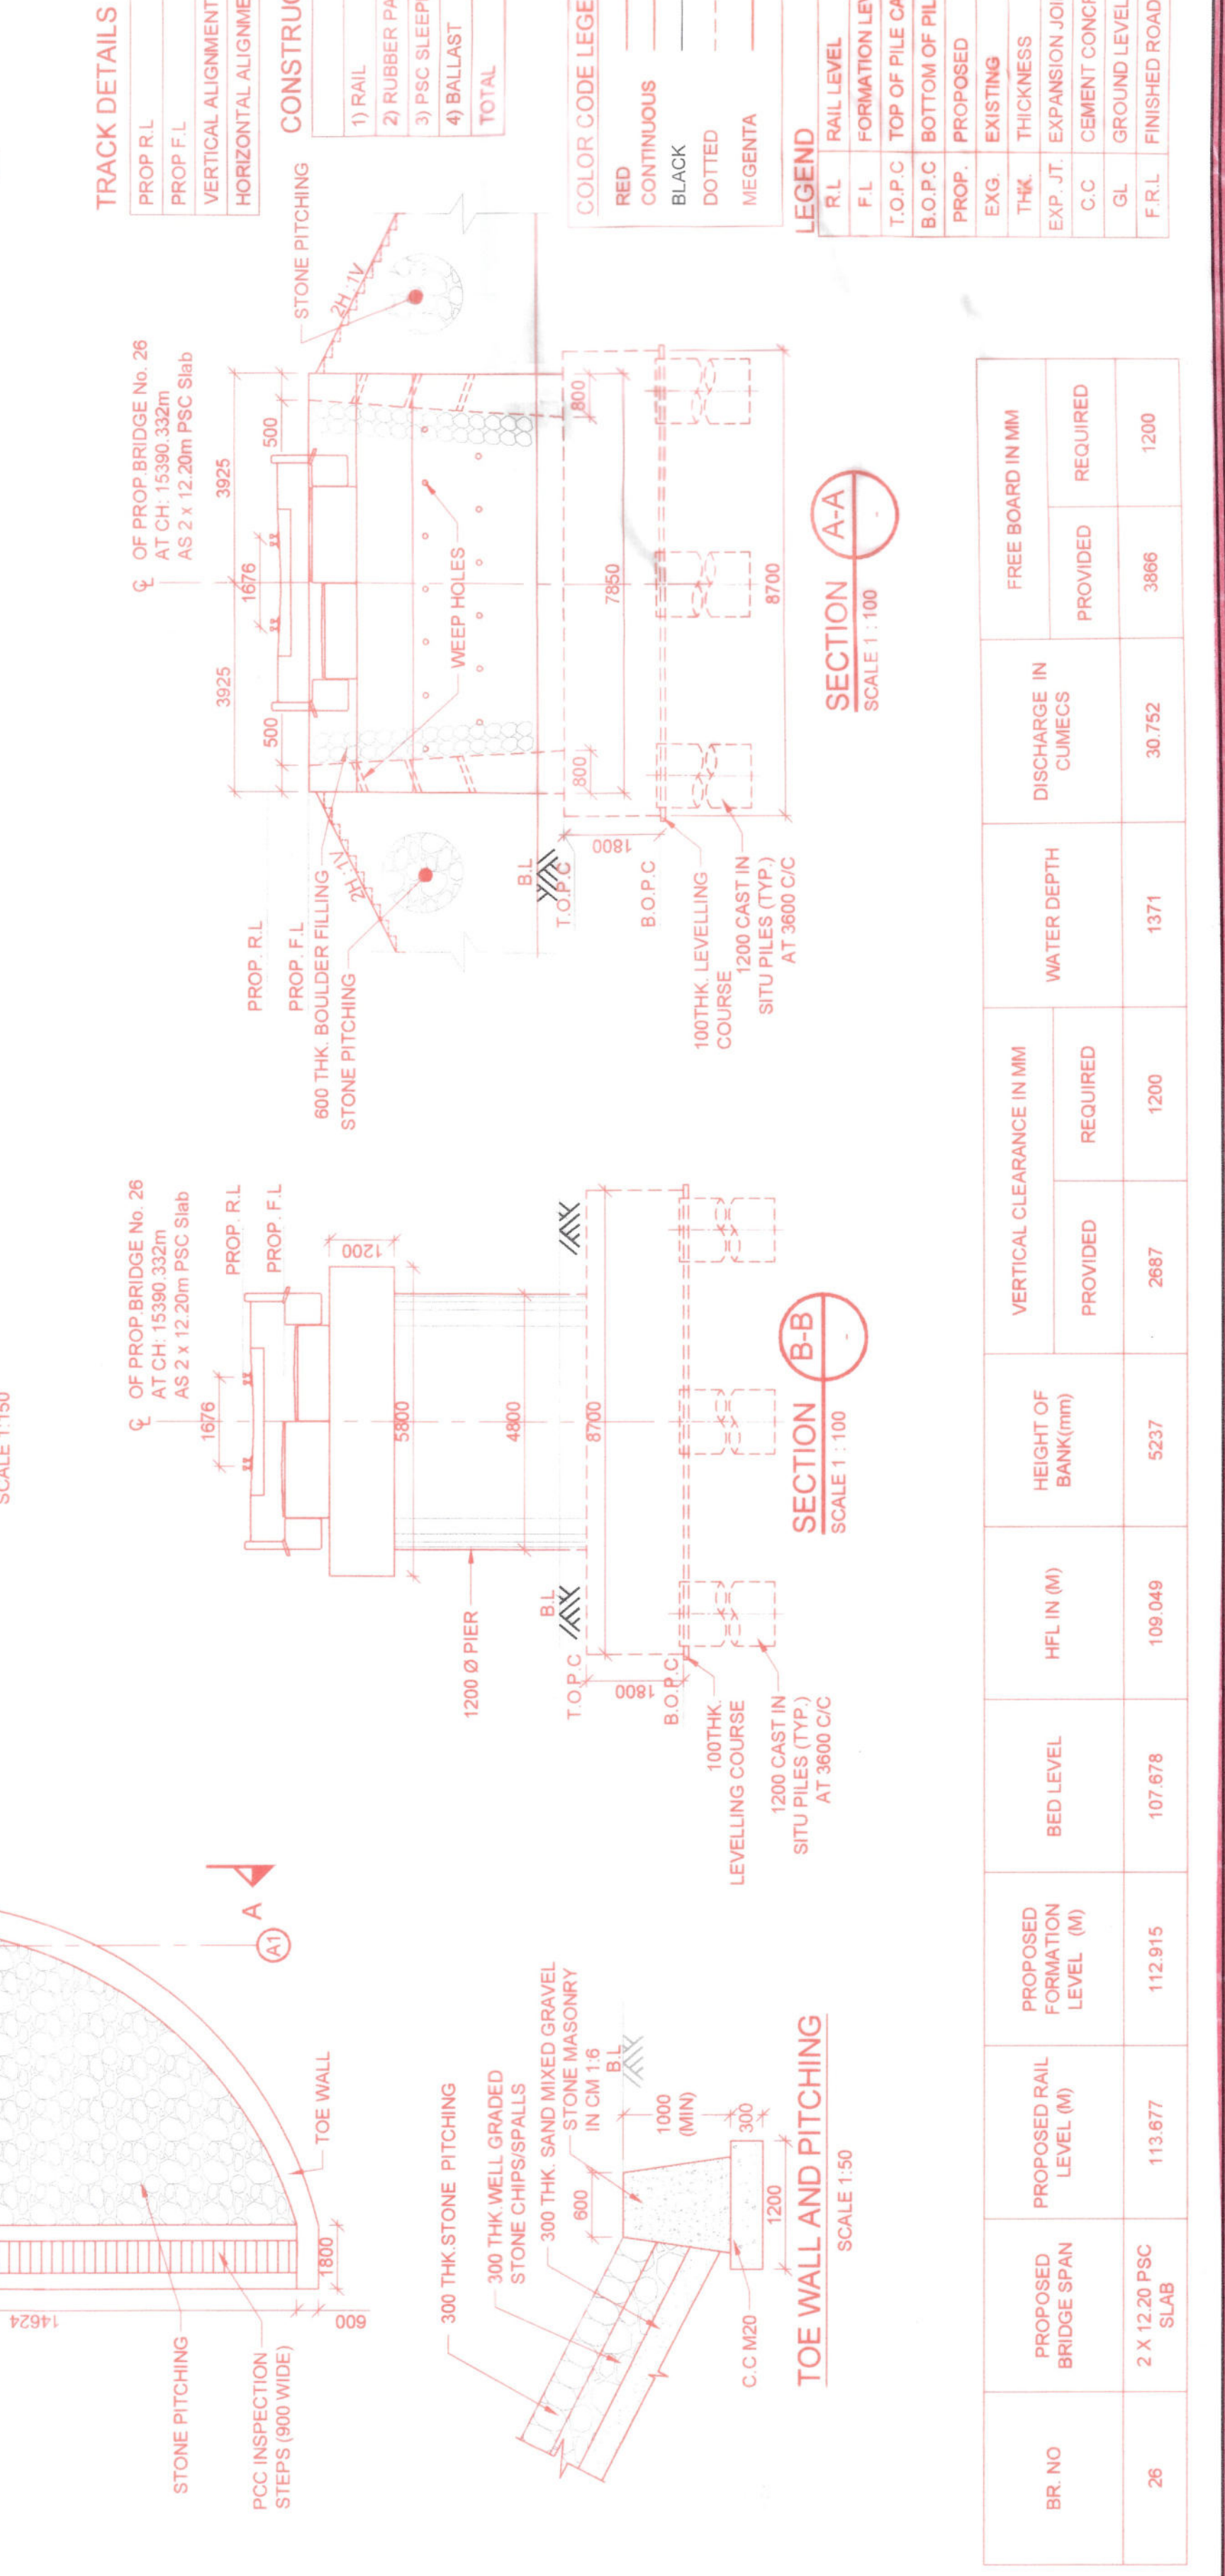 SCALE 1:150
14624
STONE PITCHING
PCC INSPECTION
STEPS (900 WIDE)
TOE WALL
1800
600
A1
A
300 THK.STONE PITCHING
300 THK.WELL GRADED
STONE CHIPS/SPALLS
300 THK. SAND MIXED GRAVEL
STONE MASONRY
IN CM 1:6
B.L
600
1000
(MIN)
300
1200
C.C M20
TOE WALL AND PITCHING
SCALE 1:50
OF PROP.BRIDGE No. 26
AT CH: 15390.332m
AS 2 x 12.20m PSC Slab
1676
PROP. R.L
PROP. F.L
1200
5800
4800
8700
1200 Ø PIER
B.L
T.O.P.C
1800
B.O.P.C
100THK.
LEVELLING COURSE
1200 CAST IN
SITU PILES (TYP.)
AT 3600 C/C
SECTION B-B
SCALE 1 : 100
OF PROP.BRIDGE No. 26
AT CH: 15390.332m
AS 2 x 12.20m PSC Slab
3925
3925
1676
500
500
PROP. R.L
PROP. F.L
600 THK. BOULDER FILLING
STONE PITCHING
2H :1V
2H :1V
STONE PITCHING
WEEP HOLES
B.L
T.O.P.C
1800
B.O.P.C
800
800
7850
8700
100THK. LEVELLING
COURSE
1200 CAST IN
SITU PILES (TYP.)
AT 3600 C/C
SECTION A-A
SCALE 1 : 100
TRACK DETAILS
PROP R.L
PROP F.L
VERTICAL ALIGNMENT
HORIZONTAL ALIGNME
CONSTRUC
1) RAIL
2) RUBBER PA
3) PSC SLEEP
4) BALLAST
TOTAL
COLOR CODE LEGE
RED
CONTINUOUS
BLACK
DOTTED
MEGENTA
LEGEND
R.L RAIL LEVEL
F.L FORMATION LEV
T.O.P.C TOP OF PILE CA
B.O.P.C BOTTOM OF PIL
PROP. PROPOSED
EXG. EXISTING
THK. THICKNESS
EXP. JT. EXPANSION JOI
C.C CEMENT CONCR
GL GROUND LEVEL
F.R.L FINISHED ROAD
BR. NO
PROPOSED
BRIDGE SPAN
PROPOSED RAIL
LEVEL (M)
PROPOSED
FORMATION
LEVEL (M)
BED LEVEL
HFL IN (M)
HEIGHT OF
BANK(mm)
VERTICAL CLEARANCE IN MM
PROVIDED REQUIRED
WATER DEPTH
DISCHARGE IN
CUMECS
FREE BOARD IN MM
PROVIDED REQUIRED
26
2 X 12.20 PSC
SLAB
113.677
112.915
107.678
109.049
5237
2687
1200
1371
30.752
3866
1200